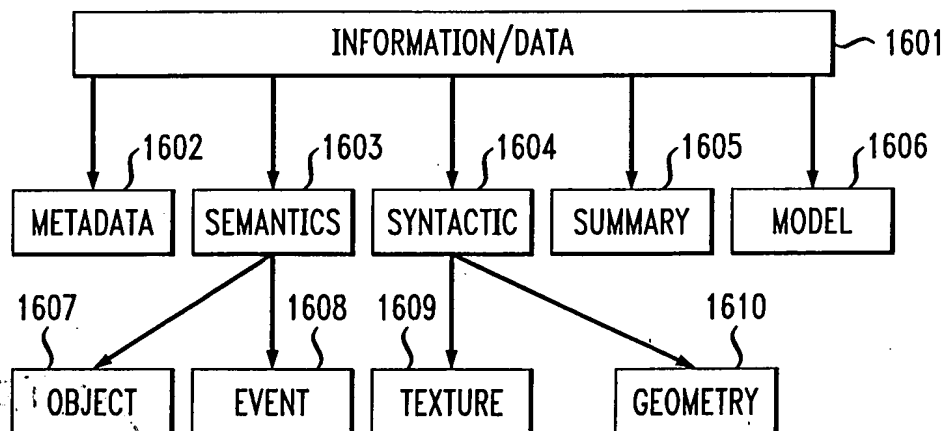 INFORMATION/DATA
1601
1602
1603
1604
1605
1606
METADATA
SEMANTICS
SYNTACTIC
SUMMARY
MODEL
1607
1608
1609
1610
OBJECT
EVENT
TEXTURE
GEOMETRY